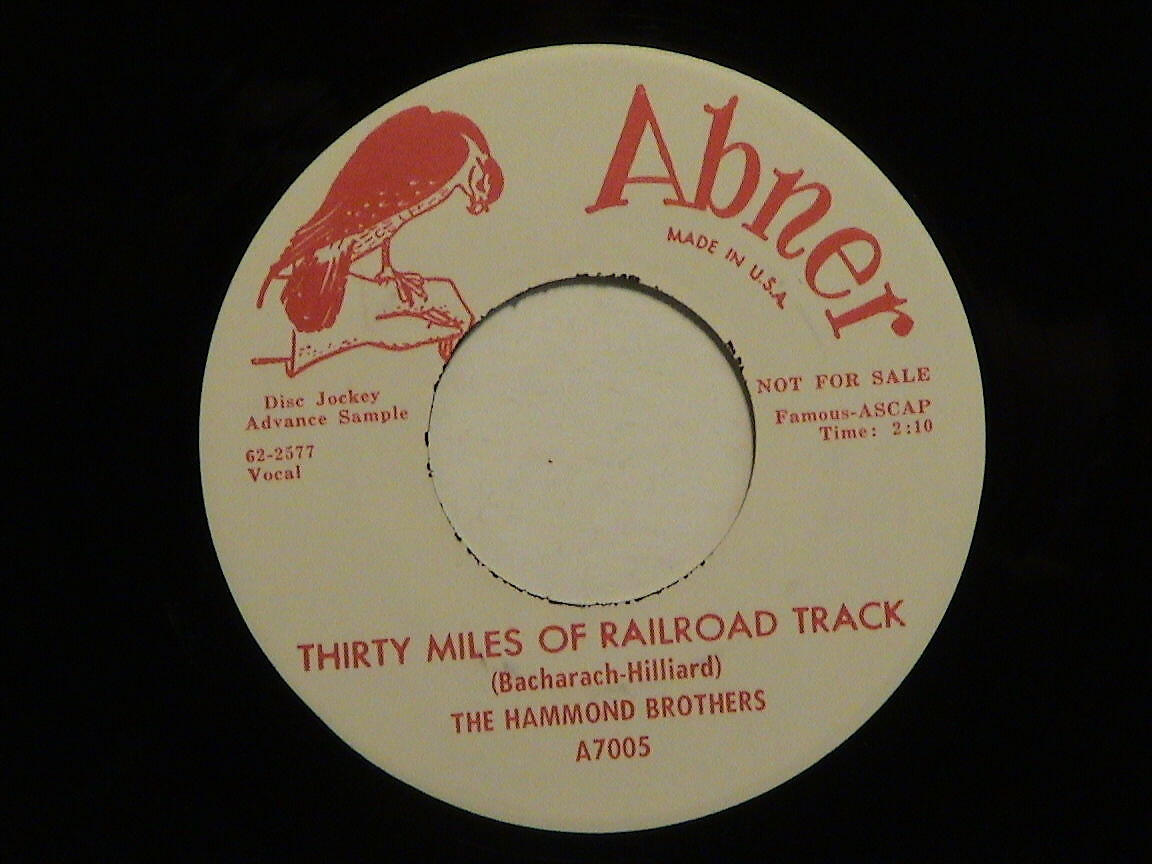 Abner
MADE IN U.S.A.
Disc Jockey
Advance Sample
62-2577
Vocal
NOT FOR SALE
Famous-ASCAP
Time: 2:10
THIRTY MILES OF RAILROAD TRACK
(Bacharach-Hilliard)
THE HAMMOND BROTHERS
A7005